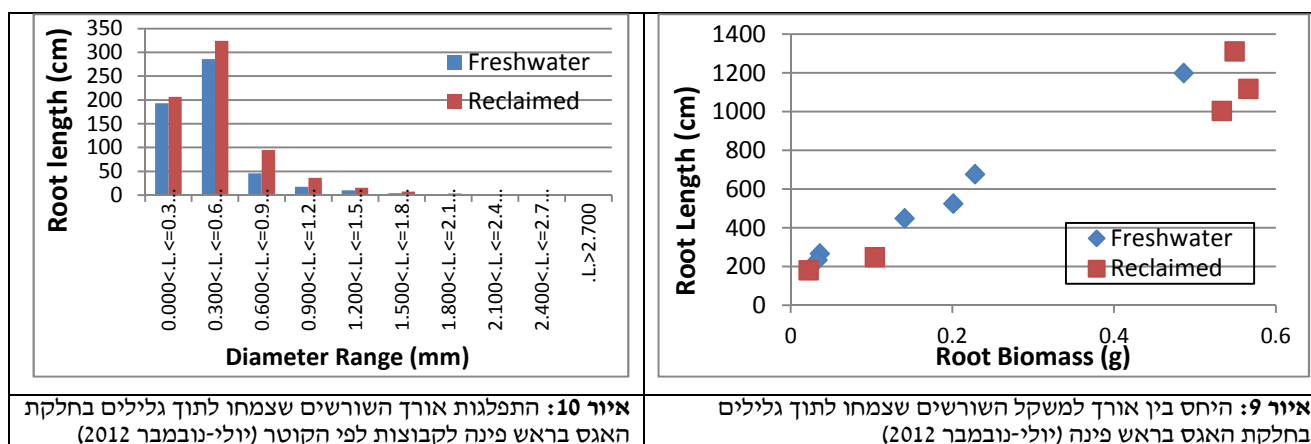 Root length (cm)
350
300
250
200
150
100
50
0
Freshwater
Reclaimed
0.000<.L.<=0.3...
0.300<.L.<=0.6...
0.600<.L.<=0.9...
0.900<.L.<=1.2...
1.200<.L.<=1.5...
1.500<.L.<=1.8...
1.800<.L.<=2.1...
2.100<.L.<=2.4...
2.400<.L.<=2.7...
.L.>2.700
Diameter Range (mm)
Root Length (cm)
1400
1200
1000
800
600
400
200
0
Freshwater
Reclaimed
0
0.2
0.4
0.6
Root Biomass (g)
איור 9: היחס בין אורך למשקל השורשים שצמחו לתוך גלילים
בחלקת האגס בראש פינה (יולי-נובמבר 2012)
איור 10: התפלגות אורך השורשים שצמחו לתוך גלילים בחלקת
האגס בראש פינה לקבוצות לפי הקוטר (יולי-נובמבר 2012)